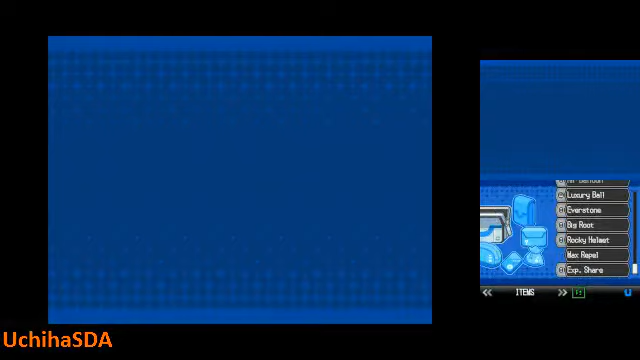 Luxury Ball
Everstone
Big Root
Rocky Helmet
Max Repel
Exp. Share
ITEMS
UchihaSDA